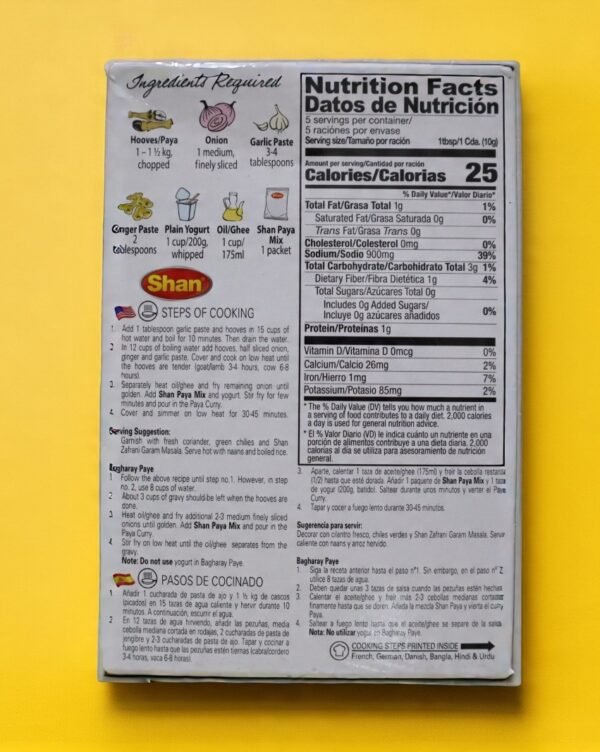 Ingredients Required
Hooves/Paya
1 - 1 ½ kg,
chopped
Onion
1 medium,
finely sliced
Garlic Paste
3-4
tablespoons
Ginger Paste
2
tablespoons
Plain Yogurt
1 cup/200g,
whipped
Oil/Ghee
1 cup/
175ml
Shan Paya
Mix
1 packet
Shan
STEPS OF COOKING
1. Add 1 tablespoon garlic paste and hooves in 15 cups of
hot water and boil for 10 minutes. Then drain the water.
2. In 12 cups of boiling water add hooves, half sliced onion,
ginger and garlic paste. Cover and cook on low heat until
the hooves are tender (goat/lamb 3-4 hours, cow 6-8
hours).
3. Separately heat oil/ghee and fry remaining onion until
golden. Add Shan Paya Mix and yogurt. Stir fry for few
minutes and pour in the Paya Curry.
4. Cover and simmer on low heat for 30-45 minutes.
Serving Suggestion:
Garnish with fresh coriander, green chilies and Shan
Zafrani Garam Masala. Serve hot with naans and boiled rice.
Bagharay Paye
1. Follow the above recipe until step no.1. However, in step
no. 2, use 8 cups of water.
2. About 3 cups of gravy should be left when the hooves are
done.
3. Heat oil/ghee and fry additional 2-3 medium finely sliced
onions until golden. Add Shan Paya Mix and pour in the
Paya Curry.
4. Stir fry on low heat until the oil/ghee separates from the
gravy.
Note: Do not use yogurt in Bagharay Paye
PASOS DE COCINADO
1. Añadir 1 cucharada de pasta de ajo y 1 ½ kg de cascos
(picados) en 15 tazas de agua caliente y hervir durante 10
minutos. A continuación, escurrir el agua.
2. En 12 tazas de agua hirviendo, añadir las pezuñas, media
cebolla mediana cortada en rodajas, 2 cucharadas de pasta de
jengibre y 2-3 cucharadas de pasta de ajo. Tapar y cocinar a
fuego lento hasta que las pezuñas estén tiernas (cabra/cordero
3-4 horas, vaca 6-8 horas).
Nutrition Facts
Datos de Nutrición
5 servings per container/
5 raciónes por envase
Serving size/Tamaño por ración 1tbsp/1 Cda. (10g)
Amount per serving/Cantidad por ración
Calories/Calorias 25
% Daily Value*/Valor Diario*
Total Fat/Grasa Total 1g 1%
Saturated Fat/Grasa Saturada 0g 0%
Trans Fat/Grasa Trans 0g
Cholesterol/Colesterol 0mg 0%
Sodium/Sodio 900mg 39%
Total Carbohydrate/Carbohidrato Total 3g 1%
Dietary Fiber/Fibra Dietética 1g 4%
Total Sugars/Azúcares Total 0g
Includes 0g Added Sugars/
Incluye 0g azúcares añadidos 0%
Protein/Proteínas 1g
Vitamin D/Vitamina D 0mcg 0%
Calcium/Calcio 26mg 2%
Iron/Hierro 1mg 7%
Potassium/Potasio 85mg 2%
* The % Daily Value (DV) tells you how much a nutrient in
a serving of food contributes to a daily diet. 2,000 calories
a day is used for general nutrition advice.
* El % Valor Diario (VD) le indica cuánto un nutriente en una
porción de alimentos contribuye a una dieta diaria. 2,000
calorías al día se utiliza para asesoramiento de nutrición
general.
3. Aparte, calentar 1 taza de aceite/ghee (175ml) y freír la cebolla restante
(1/2) hasta que esté dorada. Añadir 1 paquete de Shan Paya Mix y 1 taza
de yogur (200g, batido). Saltear durante unos minutos y verter el Paya
Curry.
4. Tapar y cocer a fuego lento durante 30-45 minutos.
Sugerencia para servir:
Decorar con cilantro fresco, chiles verdes y Shan Zafrani Garam Masala. Servir
caliente con naans y arroz hervido.
Bagharay Paye
1. Siga la receta anterior hasta el paso nº1. Sin embargo, en el paso nº 2
utilice 8 tazas de agua.
2. Deben quedar unas 3 tazas de salsa cuando las pezuñas estén hechas
3. Calentar el aceite/ghee y freír más 2-3 cebollas medianas cortadas
finamente hasta que se doren. Añada la mezcla Shan Paya y vierta el curry
Paya.
4. Saltear a fuego lento hasta que el aceite/ghee se separe de la salsa.
Nota: No utilizar yogur en Bagharay Paye
COOKING STEPS PRINTED INSIDE
French, German, Danish, Bangla, Hindi & Urdu